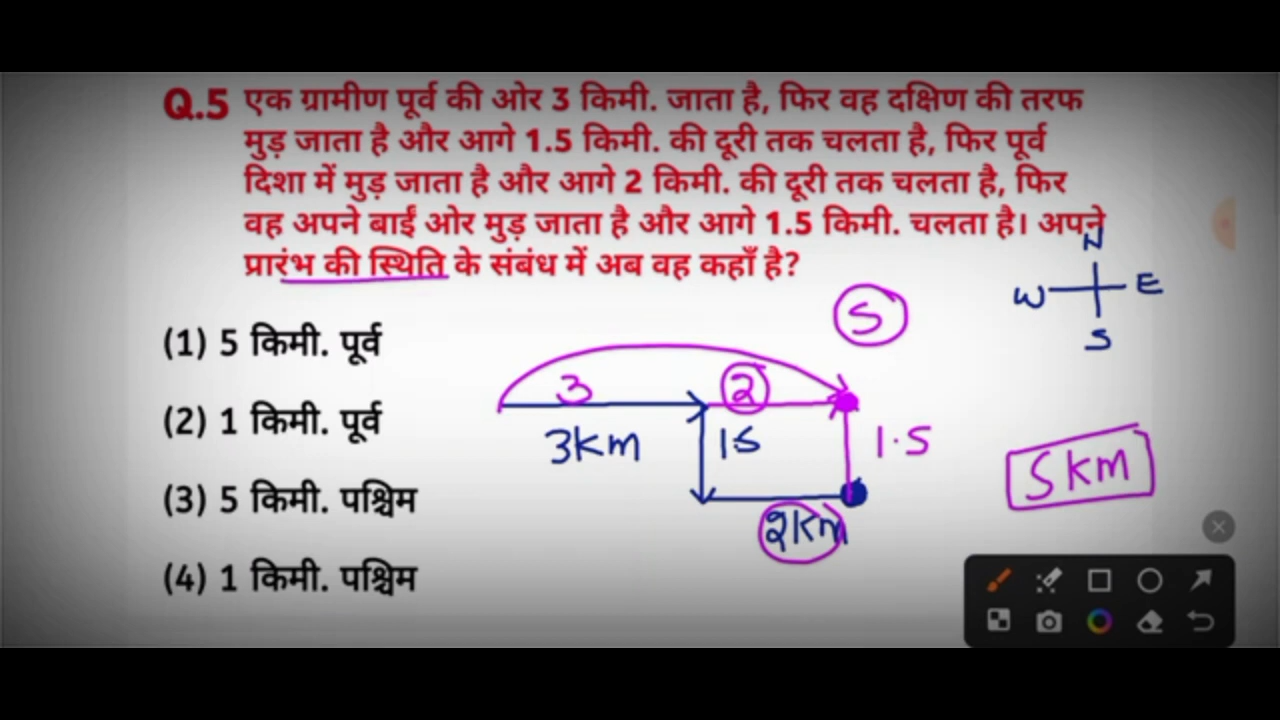 Q.5 एक ग्रामीण पूर्व की ओर 3 किमी. जाता है, फिर वह दक्षिण की तरफ
मुड़ जाता है और आगे 1.5 किमी. की दूरी तक चलता है, फिर पूर्व
दिशा में मुड़ जाता है और आगे 2 किमी. की दूरी तक चलता है, फिर
वह अपने बाईं ओर मुड़ जाता है और आगे 1.5 किमी. चलता है। अपने
प्रारंभ की स्थिति के संबंध में अब वह कहाँ है?
N
W E
S
(1) 5 किमी. पूर्व
5
(2) 1 किमी. पूर्व
3 2
3km 1.5 1.5
5km
(3) 5 किमी. पश्चिम
2km
(4) 1 किमी. पश्चिम